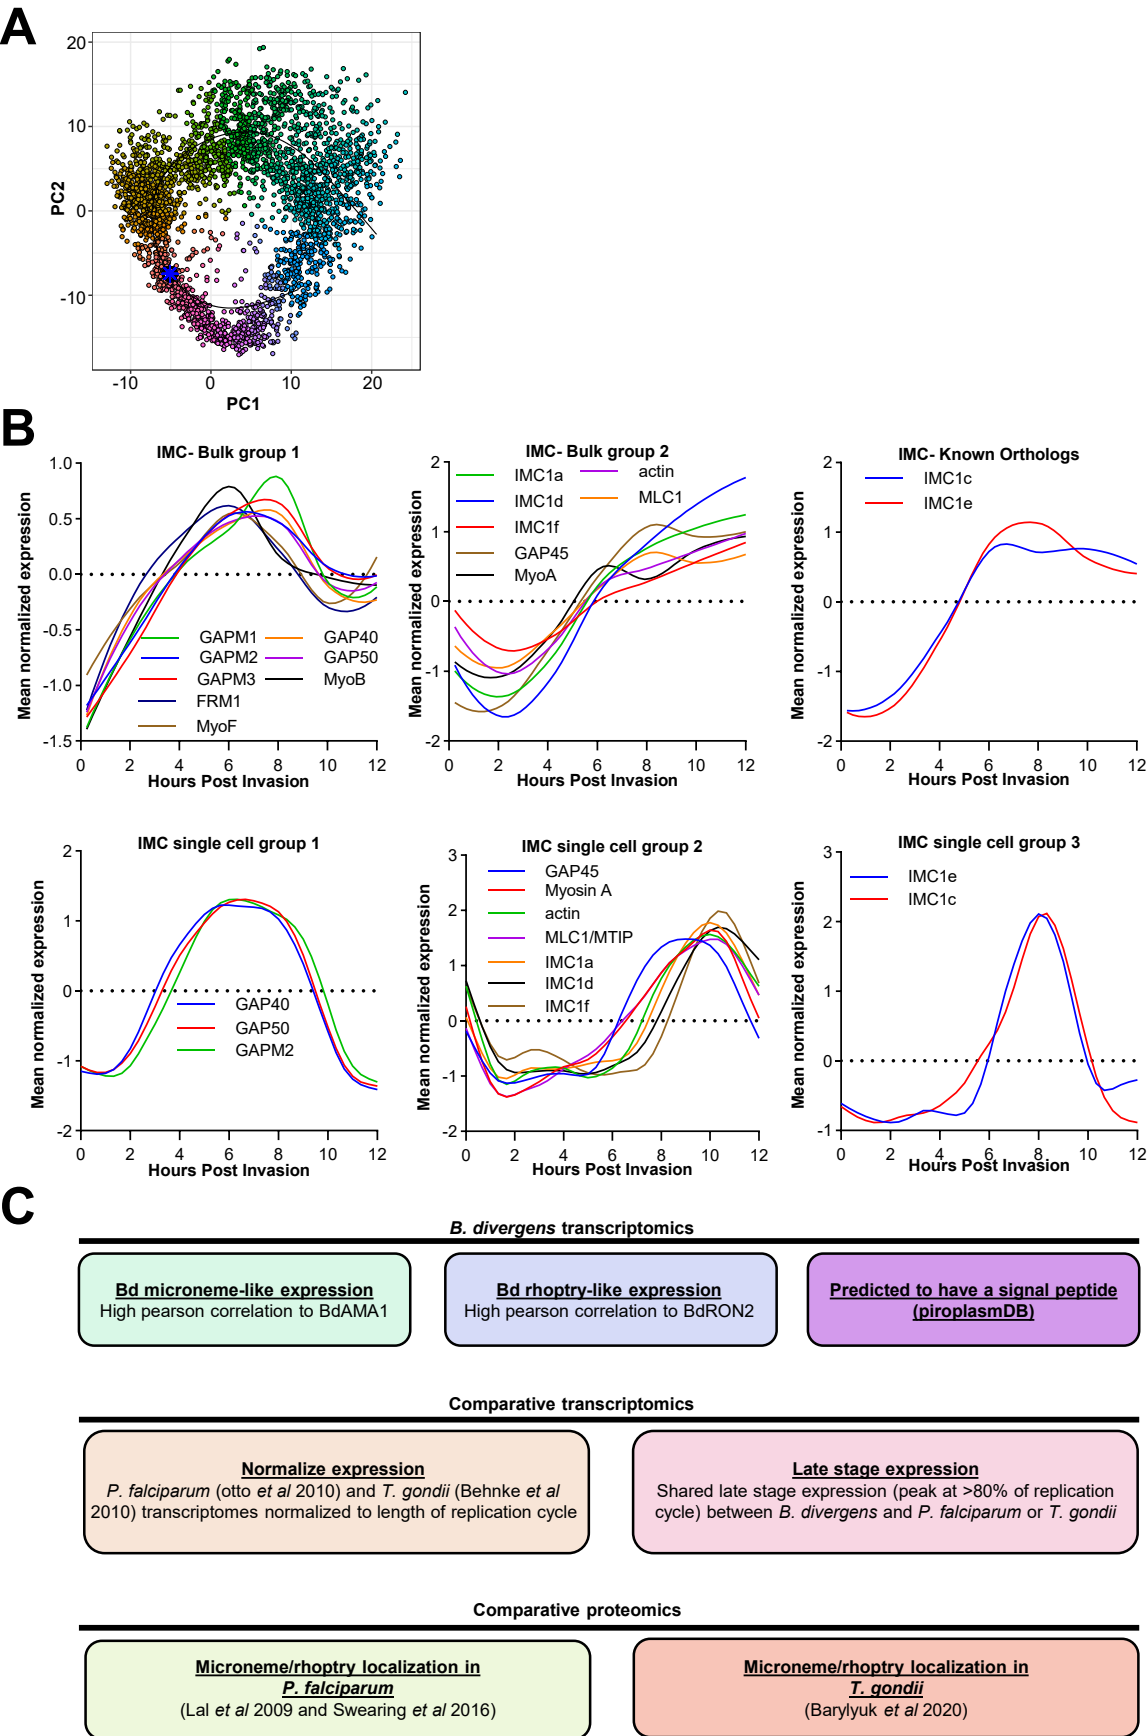 A
20
10
0
-10
PC2
-10 0 10 20
PC1
B
IMC- Bulk group 1
Mean normalized expression
1.0
0.5
0.0
-0.5
-1.0
-1.5
GAPM1
GAPM2
GAPM3
FRM1
MyoF
GAP40
GAP50
MyoB
0 2 4 6 8 10 12
Hours Post Invasion
IMC- Bulk group 2
Mean normalized expression
2
1
0
-1
-2
IMC1a
IMC1d
IMC1f
GAP45
MyoA
actin
MLC1
0 2 4 6 8 10 12
Hours Post Invasion
IMC- Known Orthologs
Mean normalized expression
2
1
0
-1
-2
IMC1c
IMC1e
0 2 4 6 8 10 12
Hours Post Invasion
IMC single cell group 1
Mean normalized expression
2
1
0
-1
-2
GAP40
GAP50
GAPM2
0 2 4 6 8 10 12
Hours Post Invasion
IMC single cell group 2
Mean normalized expression
3
2
1
0
-1
-2
GAP45
Myosin A
actin
MLC1/MTIP
IMC1a
IMC1d
IMC1f
0 2 4 6 8 10 12
Hours Post Invasion
IMC single cell group 3
Mean normalized expression
3
2
1
0
-1
IMC1e
IMC1c
0 2 4 6 8 10 12
Hours Post Invasion
C
B. divergens transcriptomics
Bd microneme-like expression
High pearson correlation to BdAMA1
Bd rhoptry-like expression
High pearson correlation to BdRON2
Predicted to have a signal peptide
(piroplasmDB)
Comparative transcriptomics
Normalize expression
P. falciparum (otto et al 2010) and T. gondii (Behnke et al
2010) transcriptomes normalized to length of replication cycle
Late stage expression
Shared late stage expression (peak at >80% of replication
cycle) between B. divergens and P. falciparum or T. gondii
Comparative proteomics
Microneme/rhoptry localization in
P. falciparum
(Lal et al 2009 and Swearing et al 2016)
Microneme/rhoptry localization in
T. gondii
(Barylyuk et al 2020)